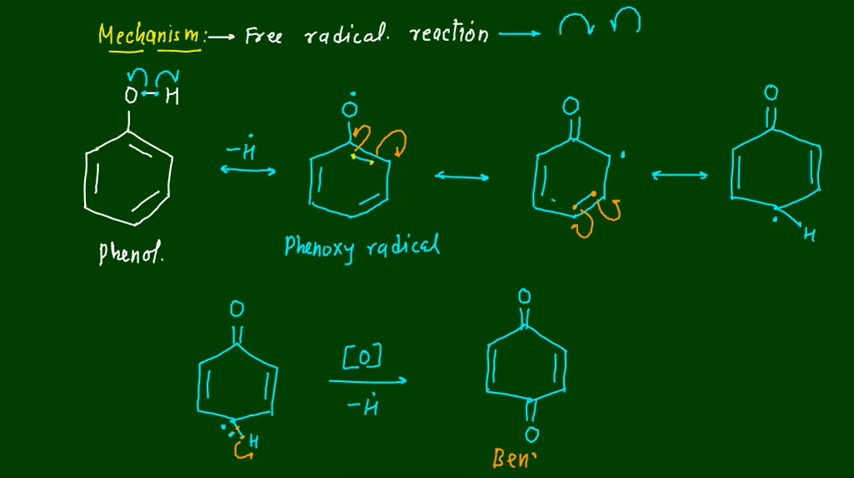 Mechanism:→ Free radical. reaction →
O–H
Phenol.
−Ḣ
Ȯ
Phenoxy radical
O
O
H
O
H
[O]
−Ḣ
O
O
Ben